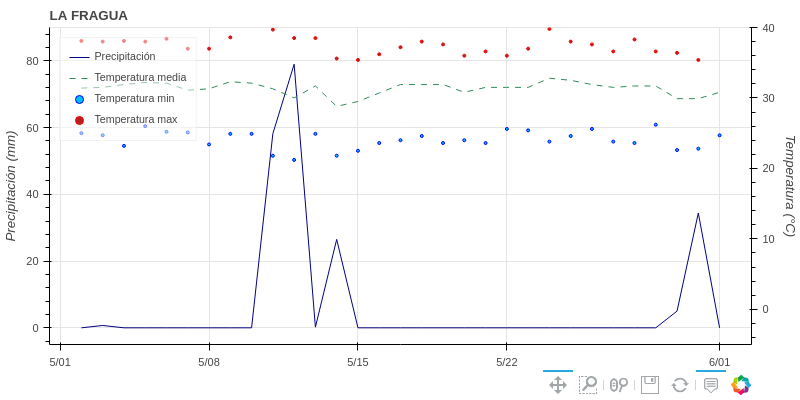 LA FRAGUA
Precipitación
Temperatura media
Temperatura min
Temperatura max
Precipitación (mm)
80
60
40
20
0
Temperatura (°C)
40
30
20
10
0
5/01
5/08
5/15
5/22
6/01